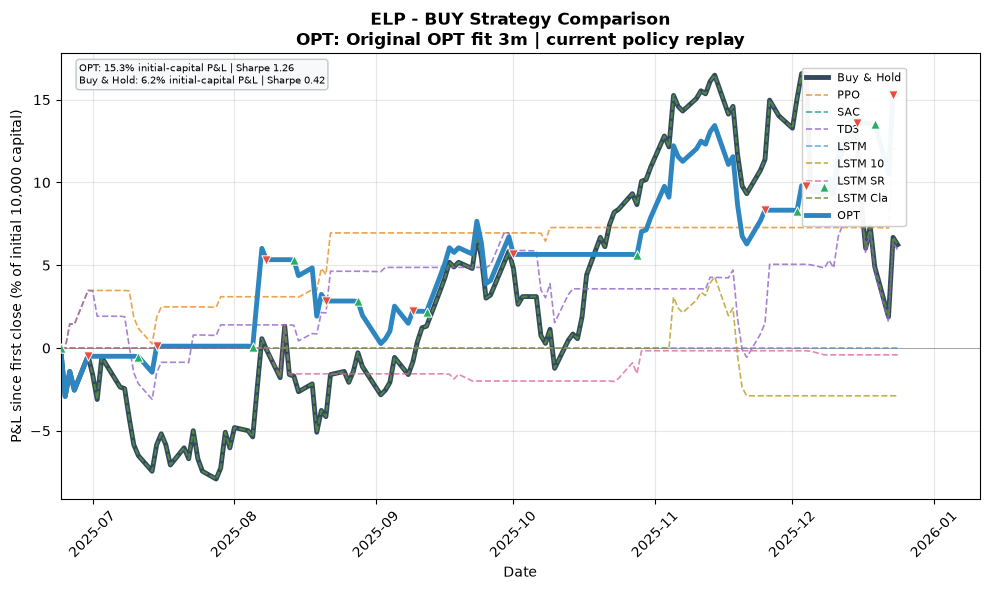 ELP - BUY Strategy Comparison
OPT: Original OPT fit 3m | current policy replay
OPT: 15.3% initial-capital P&L | Sharpe 1.26
Buy & Hold: 6.2% initial-capital P&L | Sharpe 0.42
Buy & Hold
PPO
SAC
TD3
LSTM
LSTM 10
LSTM SR
LSTM Cla
OPT
P&L since first close (% of initial 10,000 capital)
15
10
5
0
−5
2025-07
2025-08
2025-09
2025-10
2025-11
2025-12
2026-01
Date